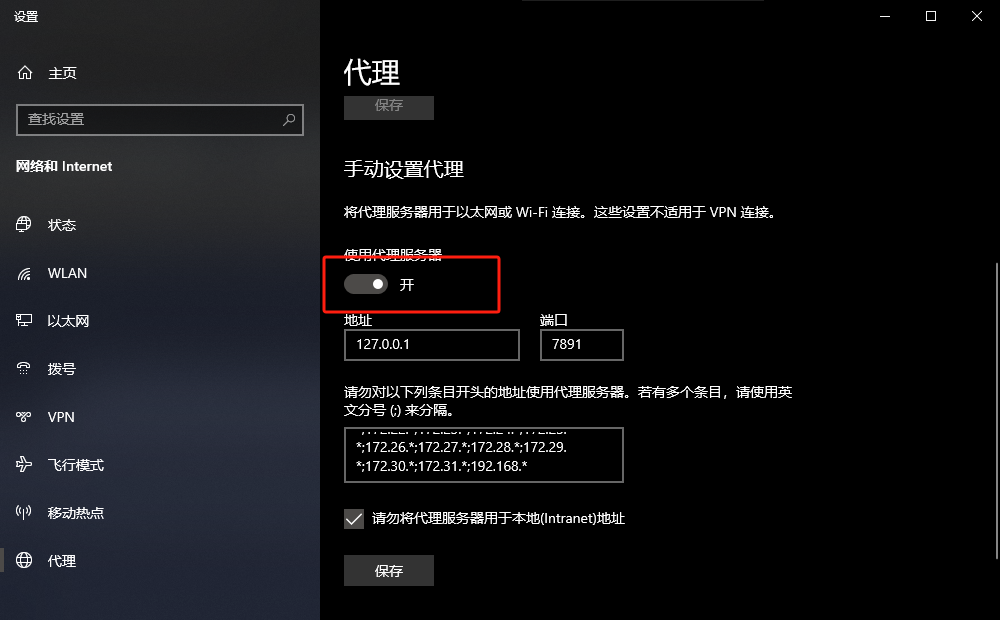 设置
主页
查找设置
网络和 Internet
状态
WLAN
以太网
拨号
VPN
飞行模式
移动热点
代理
代理
保存
手动设置代理
将代理服务器用于以太网或 Wi-Fi 连接。这些设置不适用于 VPN 连接。
使用代理服务器
开
地址
端口
127.0.0.1
7891
请勿对以下列条目开头的地址使用代理服务器。若有多个条目，请使用英
文分号 (;) 来分隔。
*;172.22.*;172.23.*;172.24.*;172.25.
*;172.26.*;172.27.*;172.28.*;172.29.
*;172.30.*;172.31.*;192.168.*
请勿将代理服务器用于本地(Intranet)地址
保存